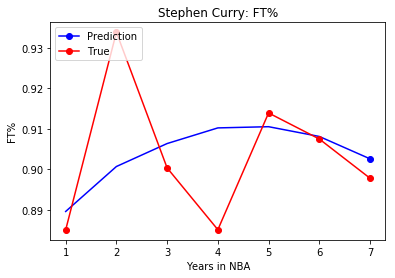 Stephen Curry: FT%
Prediction
True
FT%
0.93
0.92
0.91
0.90
0.89
1 2 3 4 5 6 7
Years in NBA